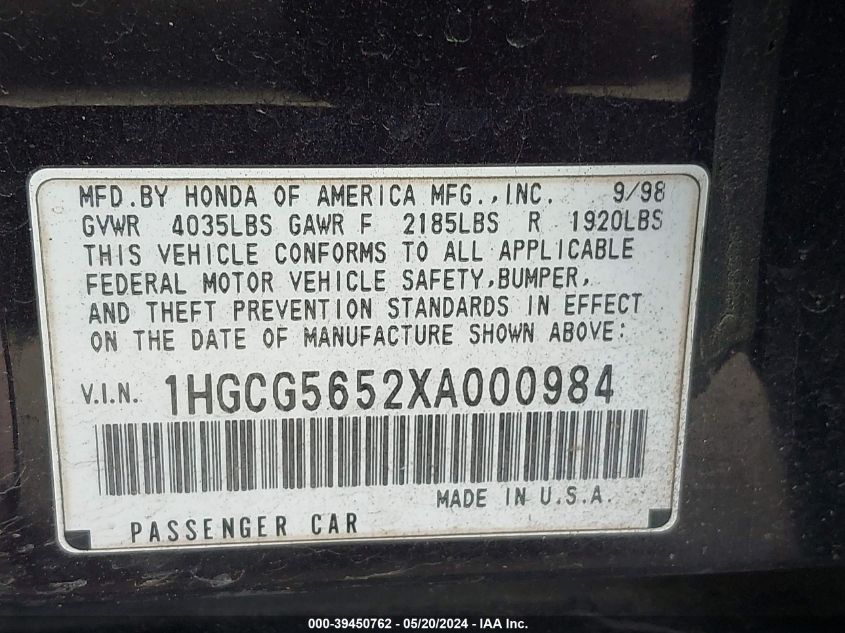 MFD.BY HONDA OF AMERICA MFG.,INC. 9/98
GVWR 4035LBS GAWR F 2185LBS R 1920LBS
THIS VEHICLE CONFORMS TO ALL APPLICABLE
FEDERAL MOTOR VEHICLE SAFETY,BUMPER,
AND THEFT PREVENTION STANDARDS IN EFFECT
ON THE DATE OF MANUFACTURE SHOWN ABOVE:
V.I.N. 1HGCG5652XA000984
MADE IN U.S.A.
PASSENGER CAR
000-39450762 - 05/20/2024 - IAA Inc.